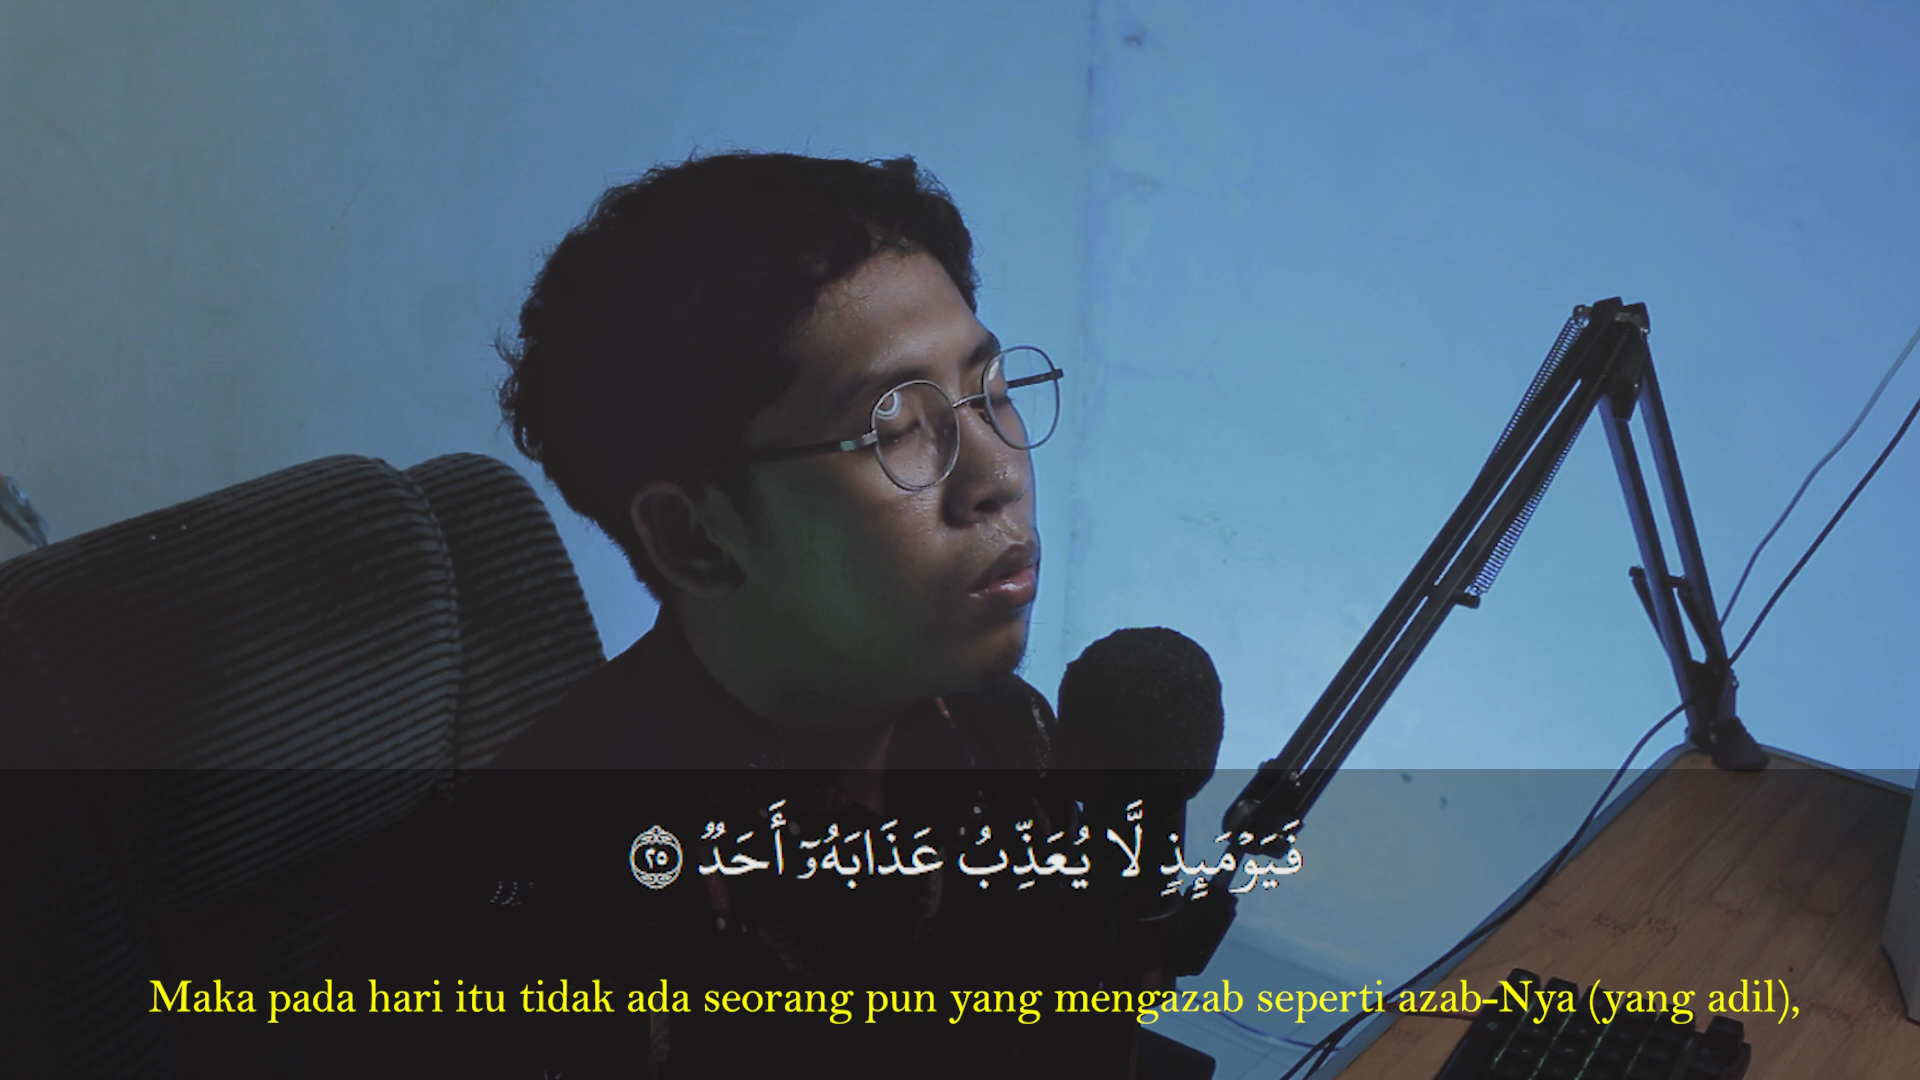 فَيَوْمَئِذٍ لَّا يُعَذِّبُ عَذَابَهُۥٓ أَحَدٌ ٢٥
Maka pada hari itu tidak ada seorang pun yang mengazab seperti azab-Nya (yang adil),